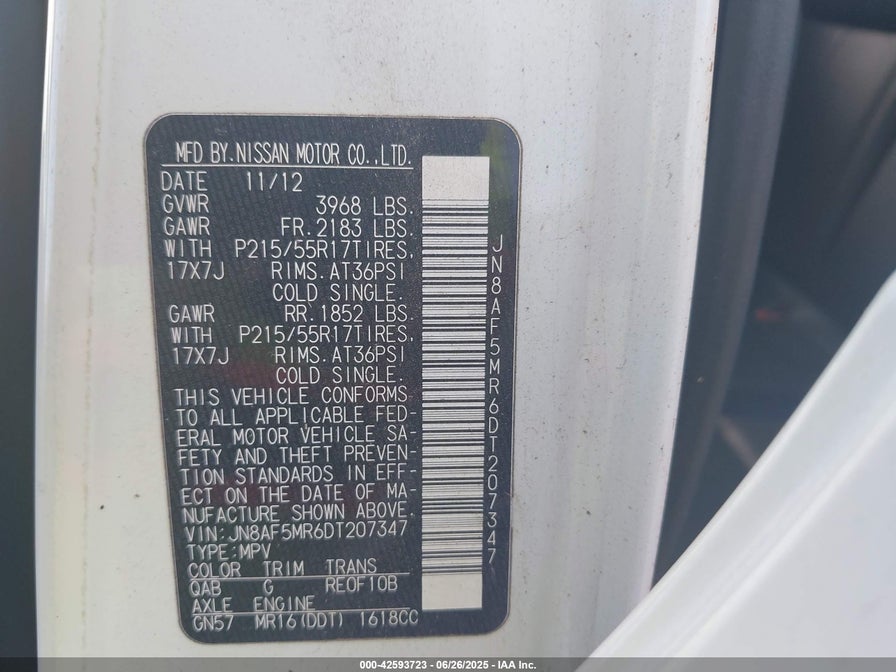 MFD BY.NISSAN MOTOR CO.,LTD.
DATE 11/12
GVWR 3968 LBS.
GAWR FR.2183 LBS.
WITH P215/55R17TIRES,
17X7J RIMS.AT36PSI
COLD SINGLE.
GAWR RR.1852 LBS.
WITH P215/55R17TIRES,
17X7J RIMS.AT36PSI
COLD SINGLE.
THIS VEHICLE CONFORMS
TO ALL APPLICABLE FED-
ERAL MOTOR VEHICLE SA-
FETY AND THEFT PREVEN-
TION STANDARDS IN EFF-
ECT ON THE DATE OF MA-
NUFACTURE SHOWN ABOVE.
VIN:JN8AF5MR6DT207347
TYPE:MPV
COLOR TRIM TRANS
QAB G RE0F10B
AXLE ENGINE
GN57 MR16(DDT) 1618CC
JN8AF5MR6DT207347
000-42593723 - 06/26/2025 - IAA Inc.